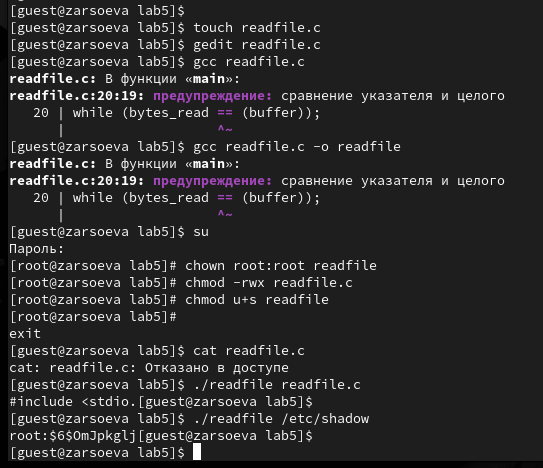 [guest@zarsoeva lab5]$
[guest@zarsoeva lab5]$ touch readfile.c
[guest@zarsoeva lab5]$ gedit readfile.c
[guest@zarsoeva lab5]$ gcc readfile.c
readfile.c: В функции «main»:
readfile.c:20:19: предупреждение: сравнение указателя и целого
   20 | while (bytes_read == (buffer));
      |                   ^~
[guest@zarsoeva lab5]$ gcc readfile.c -o readfile
readfile.c: В функции «main»:
readfile.c:20:19: предупреждение: сравнение указателя и целого
   20 | while (bytes_read == (buffer));
      |                   ^~
[guest@zarsoeva lab5]$ su
Пароль:
[root@zarsoeva lab5]# chown root:root readfile
[root@zarsoeva lab5]# chmod -rwx readfile.c
[root@zarsoeva lab5]# chmod u+s readfile
[root@zarsoeva lab5]#
exit
[guest@zarsoeva lab5]$ cat readfile.c
cat: readfile.c: Отказано в доступе
[guest@zarsoeva lab5]$ ./readfile readfile.c
#include <stdio.[guest@zarsoeva lab5]$
[guest@zarsoeva lab5]$ ./readfile /etc/shadow
root:$6$OmJpkglj[guest@zarsoeva lab5]$
[guest@zarsoeva lab5]$